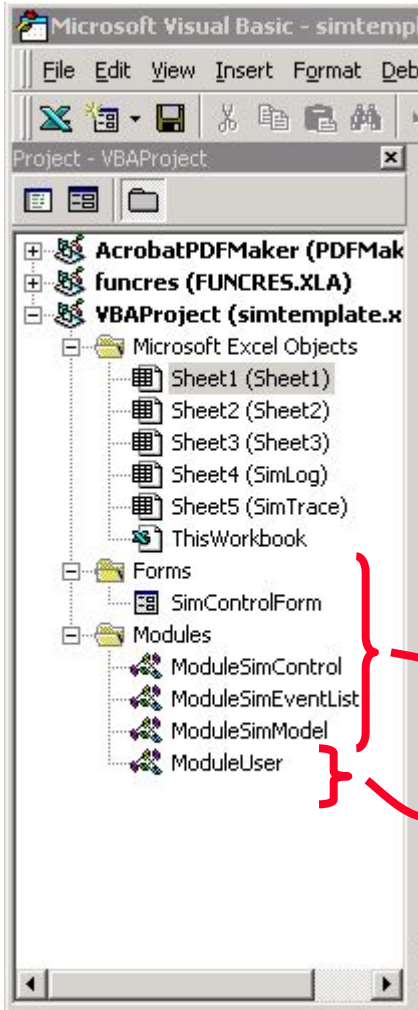 Microsoft Visual Basic - simtempl
File Edit View Insert Format Deb
Project - VBAProject
AcrobatPDFMaker (PDFMak
funcres (FUNCRES.XLA)
VBAProject (simtemplate.x
Microsoft Excel Objects
Sheet1 (Sheet1)
Sheet2 (Sheet2)
Sheet3 (Sheet3)
Sheet4 (SimLog)
Sheet5 (SimTrace)
ThisWorkbook
Forms
SimControlForm
Modules
ModuleSimControl
ModuleSimEventList
ModuleSimModel
ModuleUser